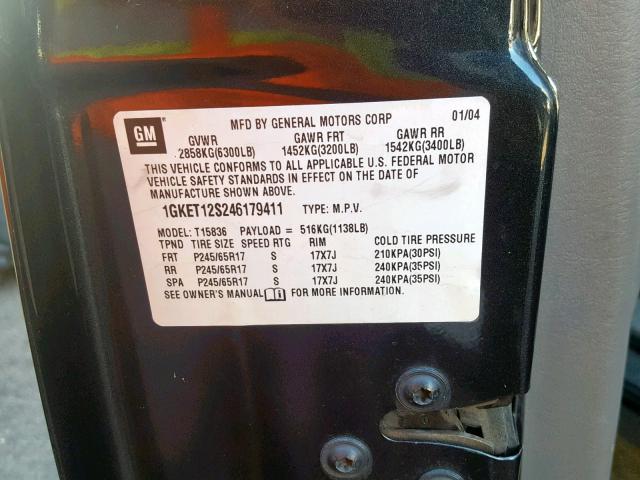 GM
MFD BY GENERAL MOTORS CORP 01/04
GVWR GAWR FRT GAWR RR
2858KG(6300LB) 1452KG(3200LB) 1542KG(3400LB)
THIS VEHICLE CONFORMS TO ALL APPLICABLE U.S. FEDERAL MOTOR
VEHICLE SAFETY STANDARDS IN EFFECT ON THE DATE OF
MANUFACTURE SHOWN ABOVE.
1GKET12S246179411 TYPE: M.P.V.
MODEL: T15836 PAYLOAD = 516KG(1138LB)
TPND TIRE SIZE SPEED RTG RIM COLD TIRE PRESSURE
FRT P245/65R17 S 17X7J 210KPA(30PSI)
RR P245/65R17 S 17X7J 240KPA(35PSI)
SPA P245/65R17 S 17X7J 240KPA(35PSI)
SEE OWNER'S MANUAL FOR MORE INFORMATION.